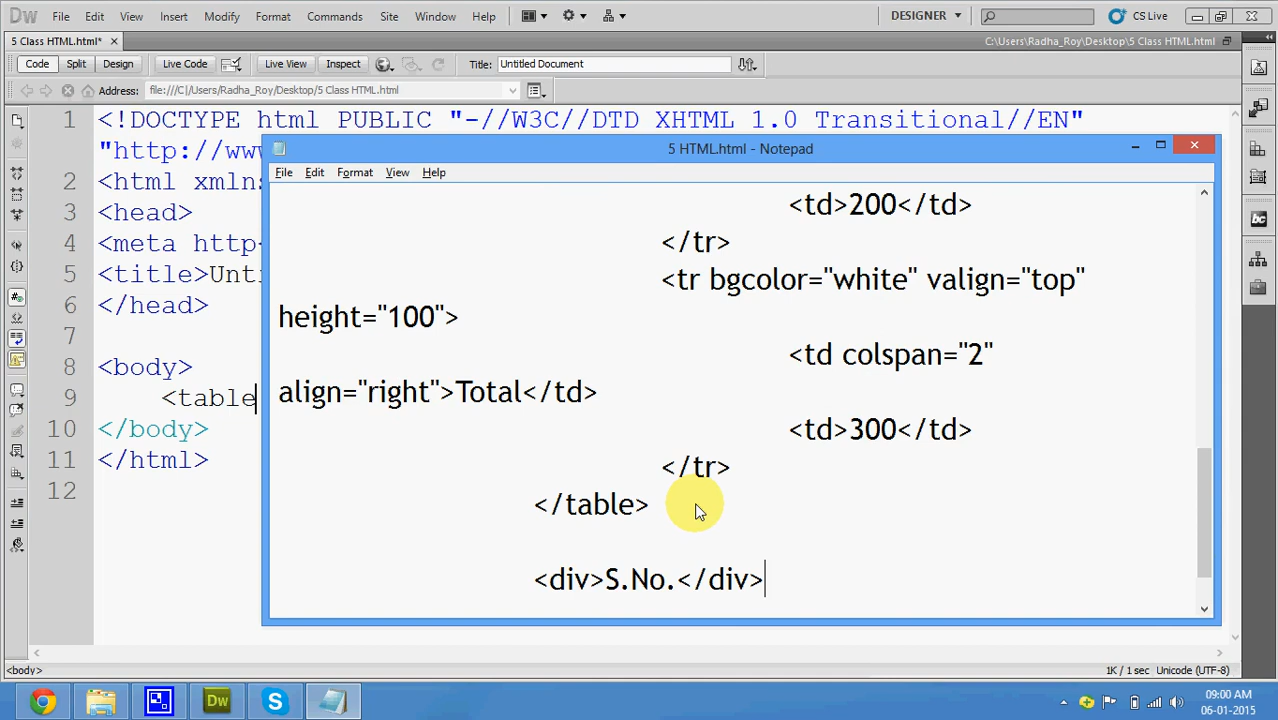 Dw File Edit View Insert Modify Format Commands Site Window Help DESIGNER CS Live
5 Class HTML.html* C:\Users\Radha_Roy\Desktop\5 Class HTML.html
Code Split Design Live Code Live View Inspect Title: Untitled Document
Address: file:///C|/Users/Radha_Roy/Desktop/5 Class HTML.html
1 <!DOCTYPE html PUBLIC "-//W3C//DTD XHTML 1.0 Transitional//EN"
"http://ww
2 <html xmlns
3 <head>
4 <meta http-
5 <title>Unti
6 </head>
7
8 <body>
9 <table
10 </body>
11 </html>
12
5 HTML.html - Notepad
File Edit Format View Help
<td>200</td>
</tr>
<tr bgcolor="white" valign="top"
height="100">
<td colspan="2"
align="right">Total</td>
<td>300</td>
</tr>
</table>
<div>S.No.</div>
<body> 1K / 1 sec Unicode (UTF-8)
Dw
09:00 AM
06-01-2015